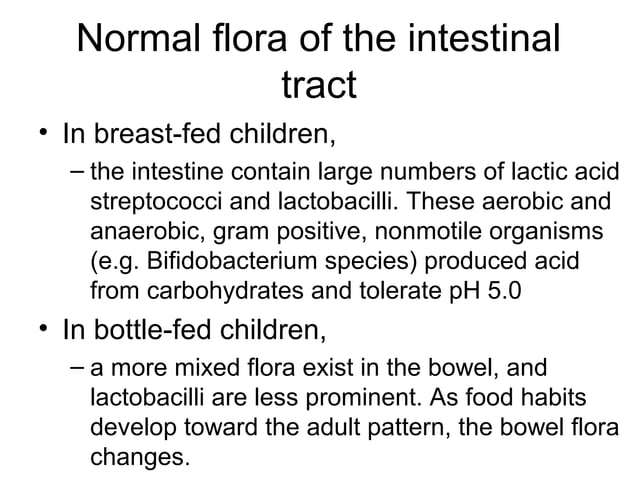 Normal flora of the intestinal
tract
• In breast-fed children,
– the intestine contain large numbers of lactic acid
streptococci and lactobacilli. These aerobic and
anaerobic, gram positive, nonmotile organisms
(e.g. Bifidobacterium species) produced acid
from carbohydrates and tolerate pH 5.0
• In bottle-fed children,
– a more mixed flora exist in the bowel, and
lactobacilli are less prominent. As food habits
develop toward the adult pattern, the bowel flora
changes.